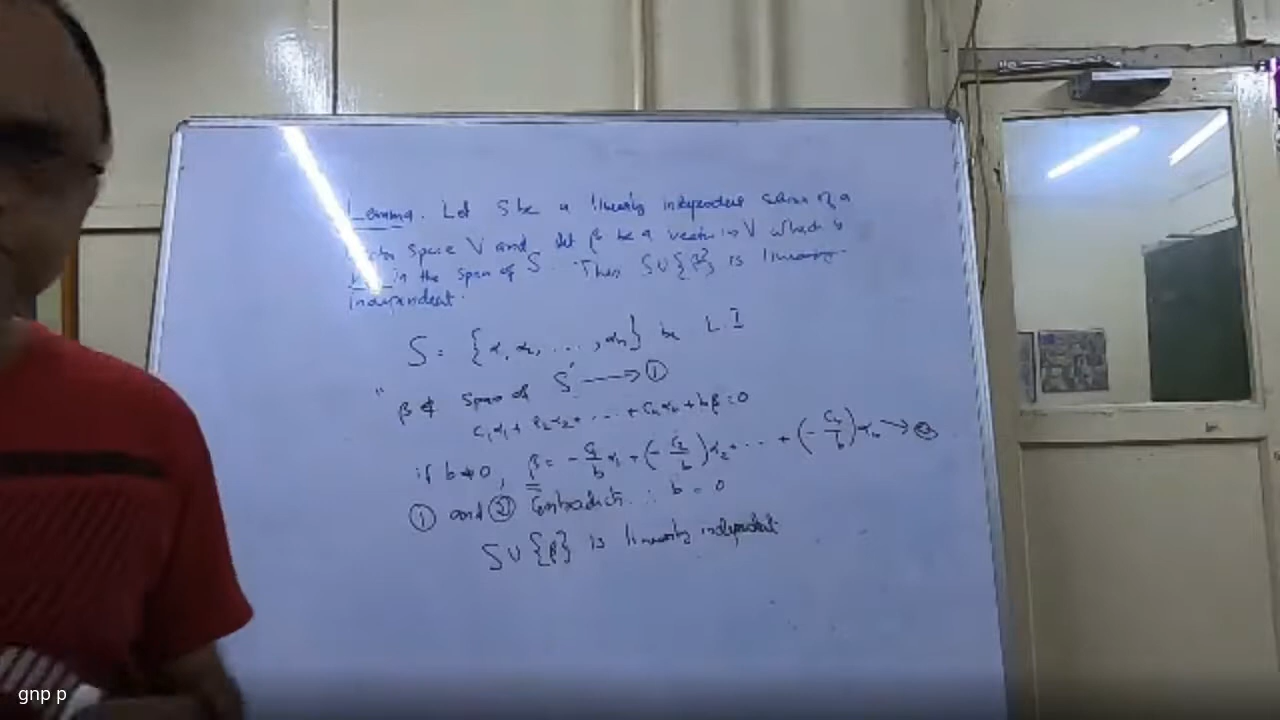 Lemma. Let S be a linearly independent subset of a
vector space V and let β be a vector in V which is
in the span of S. Then S∪{β} is linearly
independent.
S = {α₁, α₂, ..., αₙ} be L.I
β ∉ span of S ⟶ ①
c₁α₁ + c₂α₂ + ... + cₙαₙ + bβ = 0
if b ≠ 0, β = -c₁/b α₁ + (-c₂/b)α₂ + ... + (-cₙ/b)αₙ → ②
① and ② Contradicts. ∴ b = 0
S∪{β} is linearly independent
gnp p